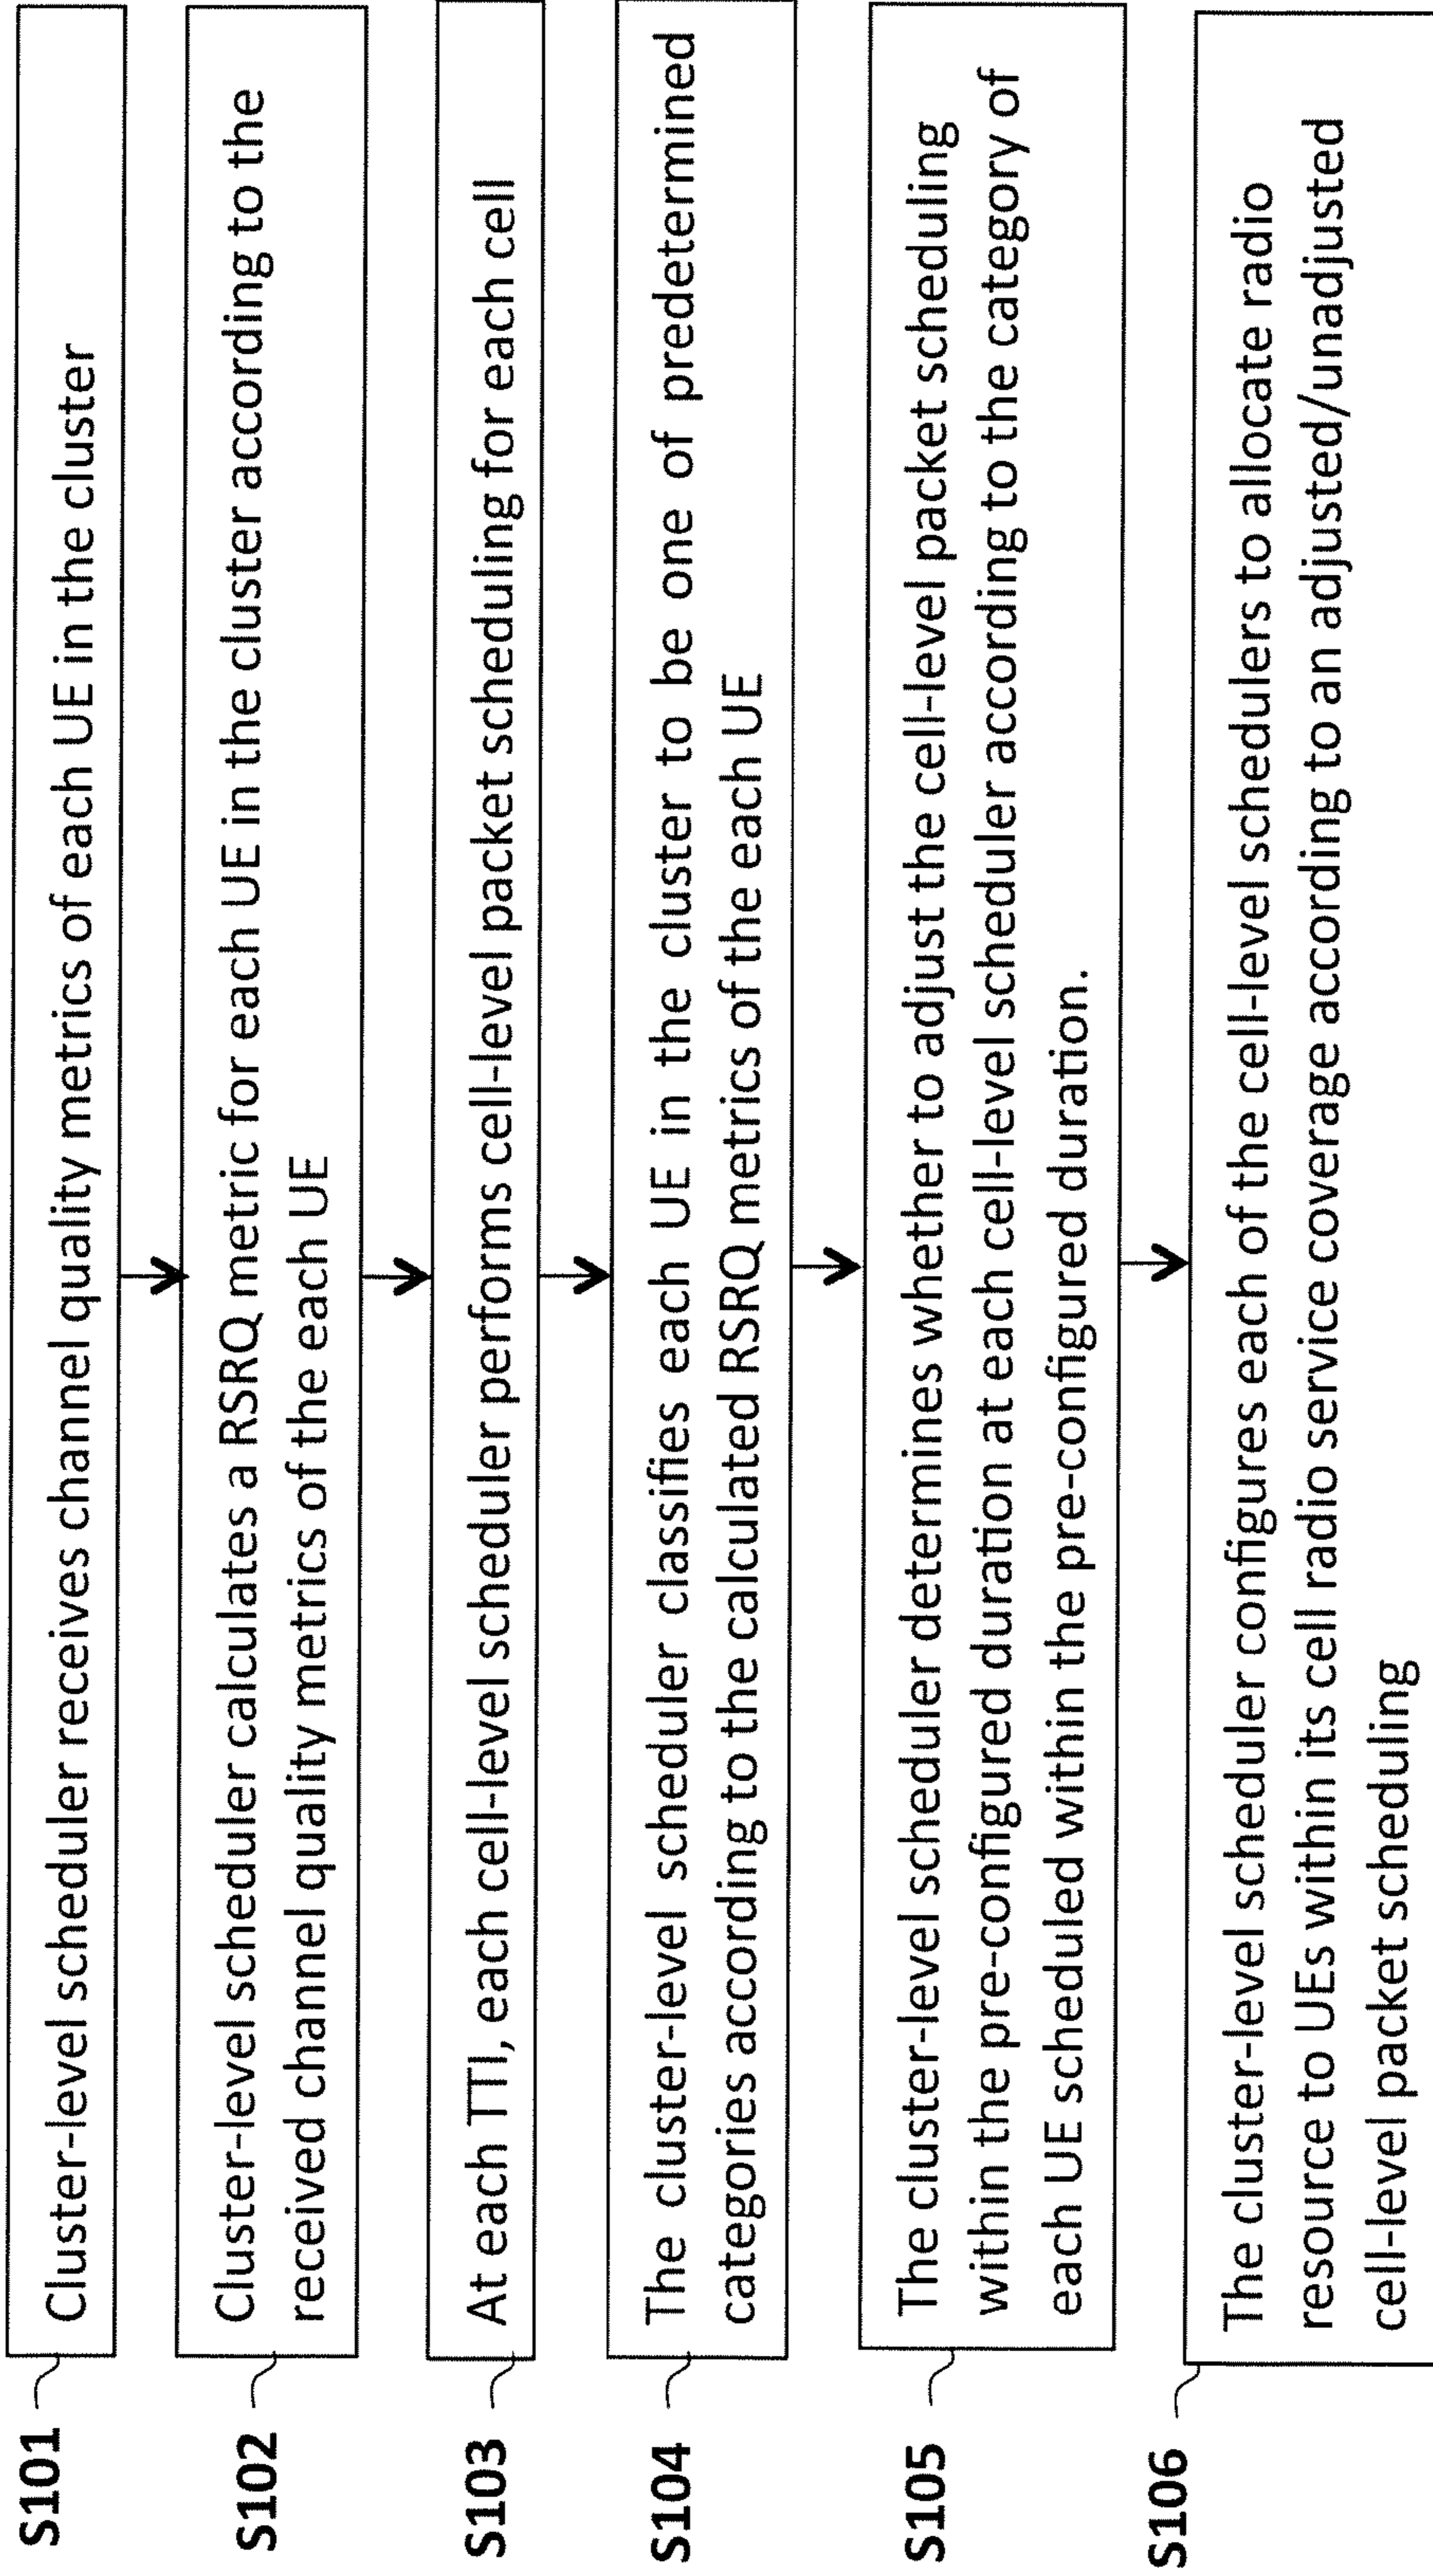 S101
Cluster-level scheduler receives channel quality metrics of each UE in the cluster
S102
Cluster-level scheduler calculates a RSRQ metric for each UE in the cluster according to the
received channel quality metrics of the each UE
S103
At each TTI, each cell-level scheduler performs cell-level packet scheduling for each cell
S104
The cluster-level scheduler classifies each UE in the cluster to be one of predetermined
categories according to the calculated RSRQ metrics of the each UE
S105
The cluster-level scheduler determines whether to adjust the cell-level packet scheduling
within the pre-configured duration at each cell-level scheduler according to the category of
each UE scheduled within the pre-configured duration.
S106
The cluster-level scheduler configures each of the cell-level schedulers to allocate radio
resource to UEs within its cell radio service coverage according to an adjusted/unadjusted
cell-level packet scheduling